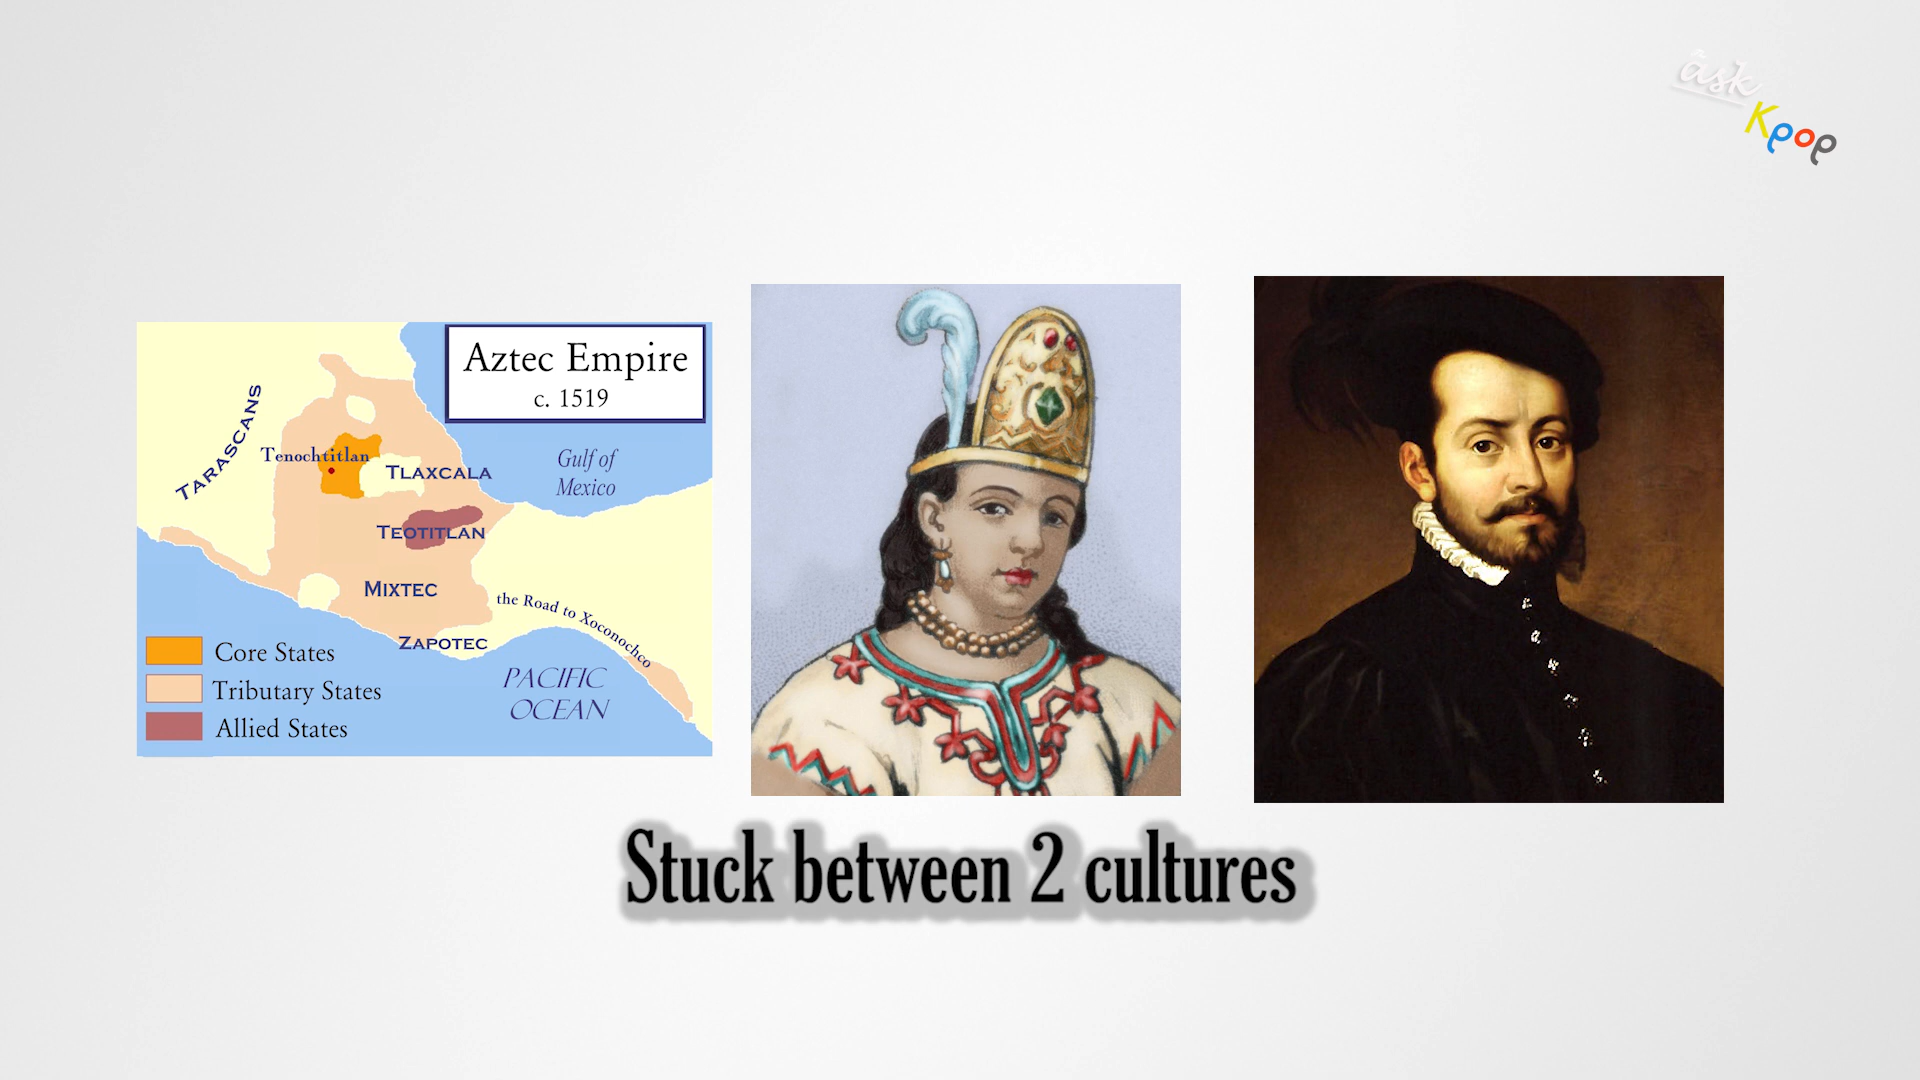 ask
Kpop
Aztec Empire
c. 1519
TARASCANS
Tenochtitlan
TLAXCALA
Gulf of
Mexico
TEOTITLAN
MIXTEC
the Road to Xoconochco
ZAPOTEC
Core States
Tributary States
Allied States
PACIFIC
OCEAN
Stuck between 2 cultures